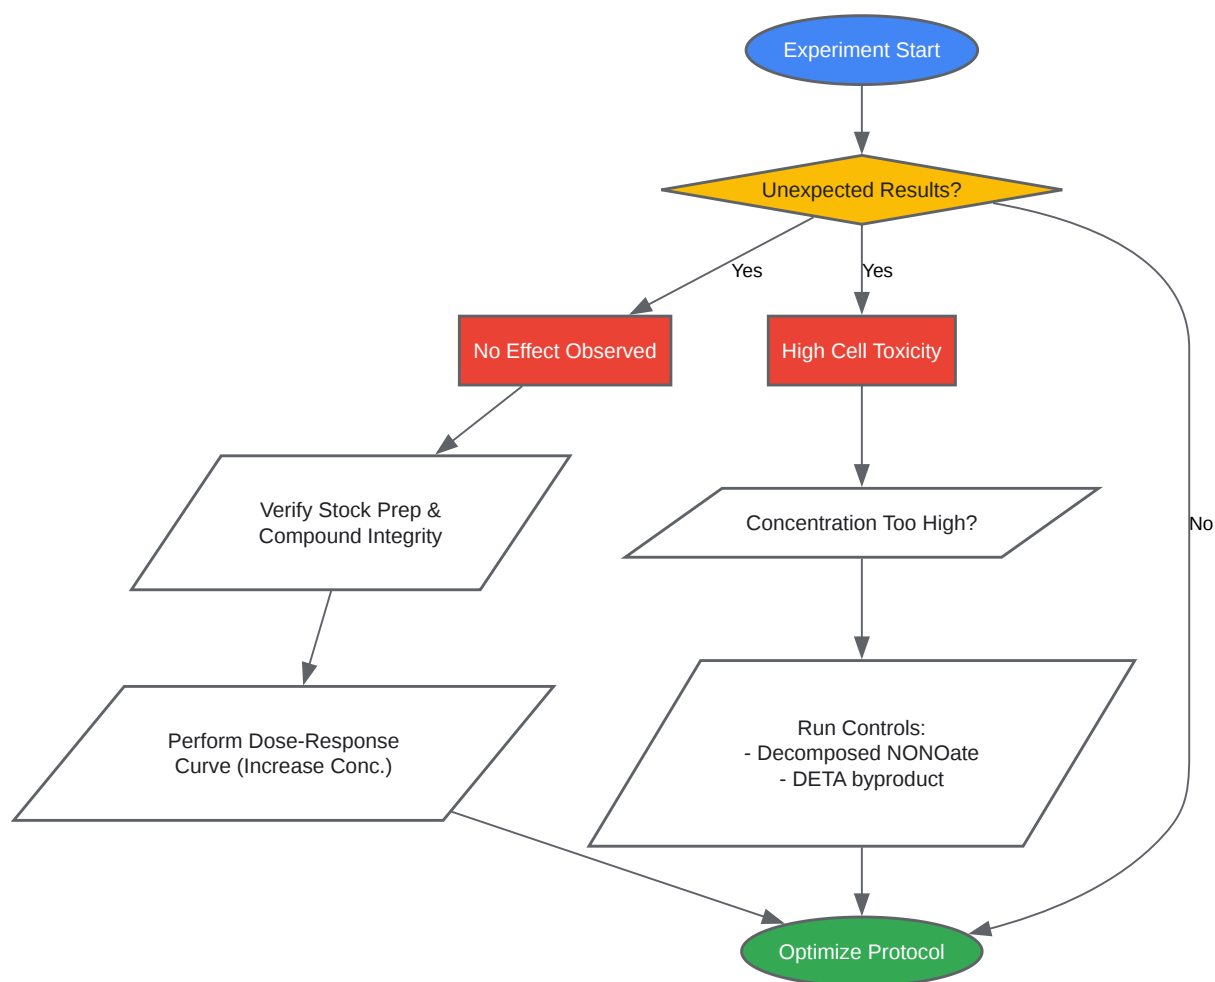 Experiment Start
Unexpected Results?
Yes
Yes
No Effect Observed
High Cell Toxicity
Verify Stock Prep &
Compound Integrity
Concentration Too High?
No
Perform Dose-Response
Curve (Increase Conc.)
Run Controls:
- Decomposed NONOate
- DETA byproduct
Optimize Protocol